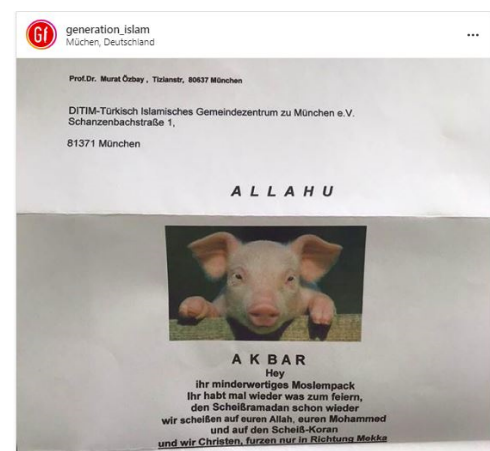 Gf
generation_islam
Müchen, Deutschland
Prof.Dr. Murat Özbay , Tizianstr, 80637 München
DITIM-Türkisch Islamisches Gemeindezentrum zu München e.V.
Schanzenbachstraße 1,
81371 München
A L L A H U
A K B A R
Hey
ihr minderwertiges Moslempack
Ihr habt mal wieder was zum feiern,
den Scheißramadan schon wieder
wir scheißen auf euren Allah, euren Mohammed
und auf den Scheiß-Koran
und wir Christen, furzen nur in Richtung Mekka